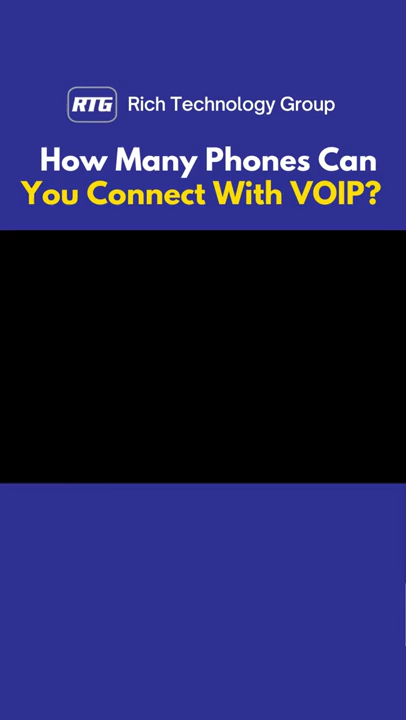 RTG Rich Technology Group
How Many Phones Can
You Connect With VOIP?